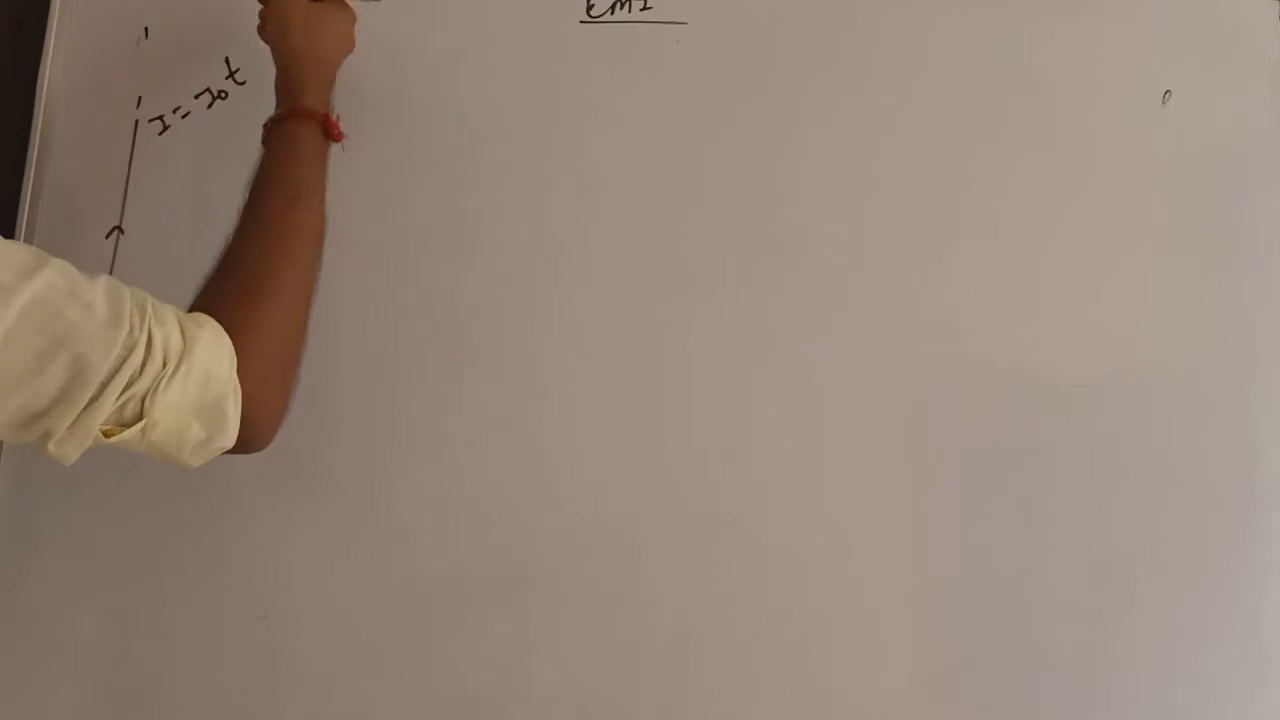 EMI
I = I₀t